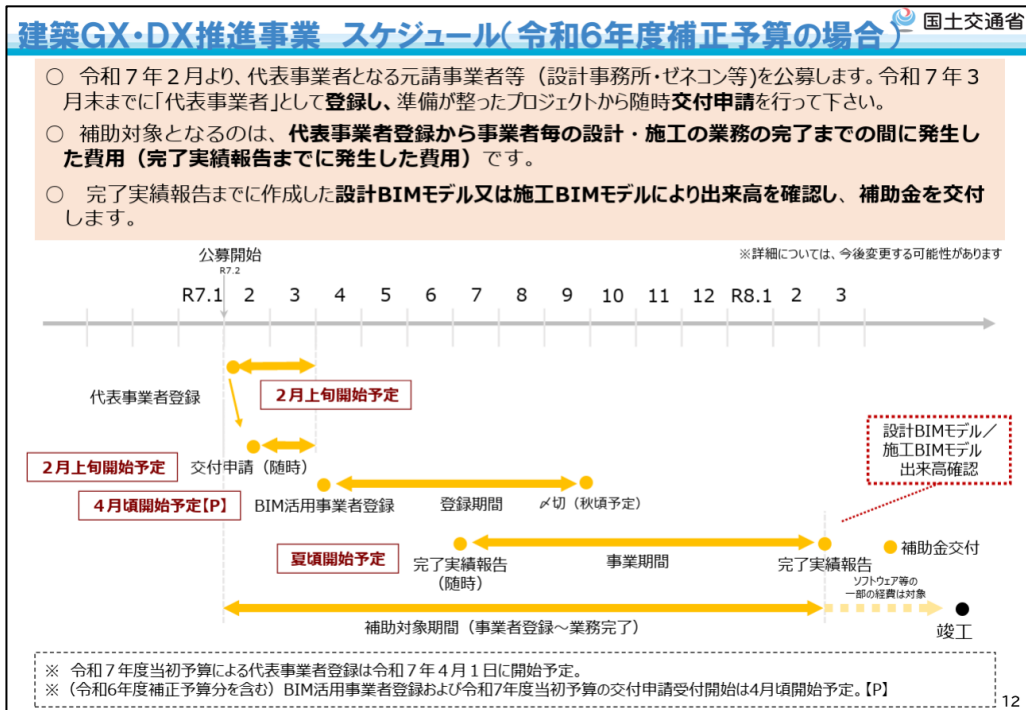 建築GX・DX推進事業 スケジュール(令和6年度補正予算の場合)
国土交通省
○ 令和7年2月より、代表事業者となる元請事業者等（設計事務所・ゼネコン等)を公募します。令和7年3
月末までに「代表事業者」として登録し、準備が整ったプロジェクトから随時交付申請を行って下さい。
○ 補助対象となるのは、代表事業者登録から事業者毎の設計・施工の業務の完了までの間に発生し
た費用（完了実績報告までに発生した費用）です。
○ 完了実績報告までに作成した設計BIMモデル又は施工BIMモデルにより出来高を確認し、補助金を交付
します。
公募開始
R7.2
※詳細については、今後変更する可能性があります
R7.1 2 3 4 5 6 7 8 9 10 11 12 R8.1 2 3
代表事業者登録
2月上旬開始予定
設計BIMモデル／
施工BIMモデル
出来高確認
2月上旬開始予定
交付申請（随時）
4月頃開始予定【P】
BIM活用事業者登録
登録期間
〆切（秋頃予定）
夏頃開始予定
完了実績報告
（随時）
事業期間
完了実績報告
補助金交付
ソフトウェア等の
一部の経費は対象
補助対象期間（事業者登録～業務完了）
竣工
※ 令和7年度当初予算による代表事業者登録は令和7年4月1日に開始予定。
※（令和6年度補正予算分を含む）BIM活用事業者登録および令和7年度当初予算の交付申請受付開始は4月頃開始予定。【P】
12